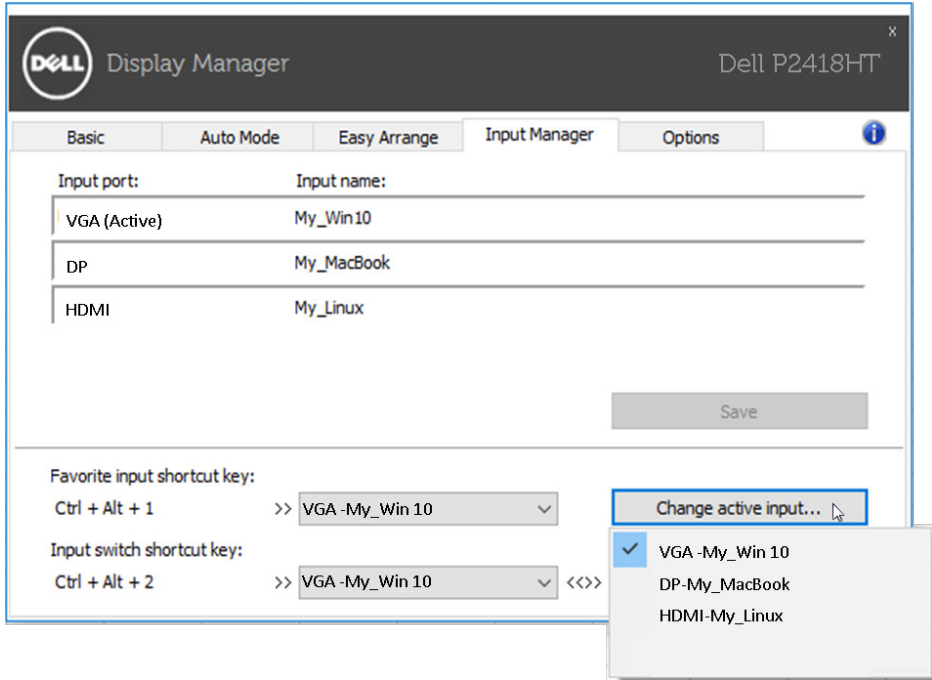 DELL Display Manager Dell P2418HT x
Basic Auto Mode Easy Arrange Input Manager Options i
Input port: Input name:
VGA (Active) My_Win10
DP My_MacBook
HDMI My_Linux
Save
Favorite input shortcut key:
Ctrl + Alt + 1 >> VGA -My_Win 10 Change active input...
Input switch shortcut key:
Ctrl + Alt + 2 >> VGA -My_Win 10 <<>>
VGA -My_Win 10
DP-My_MacBook
HDMI-My_Linux